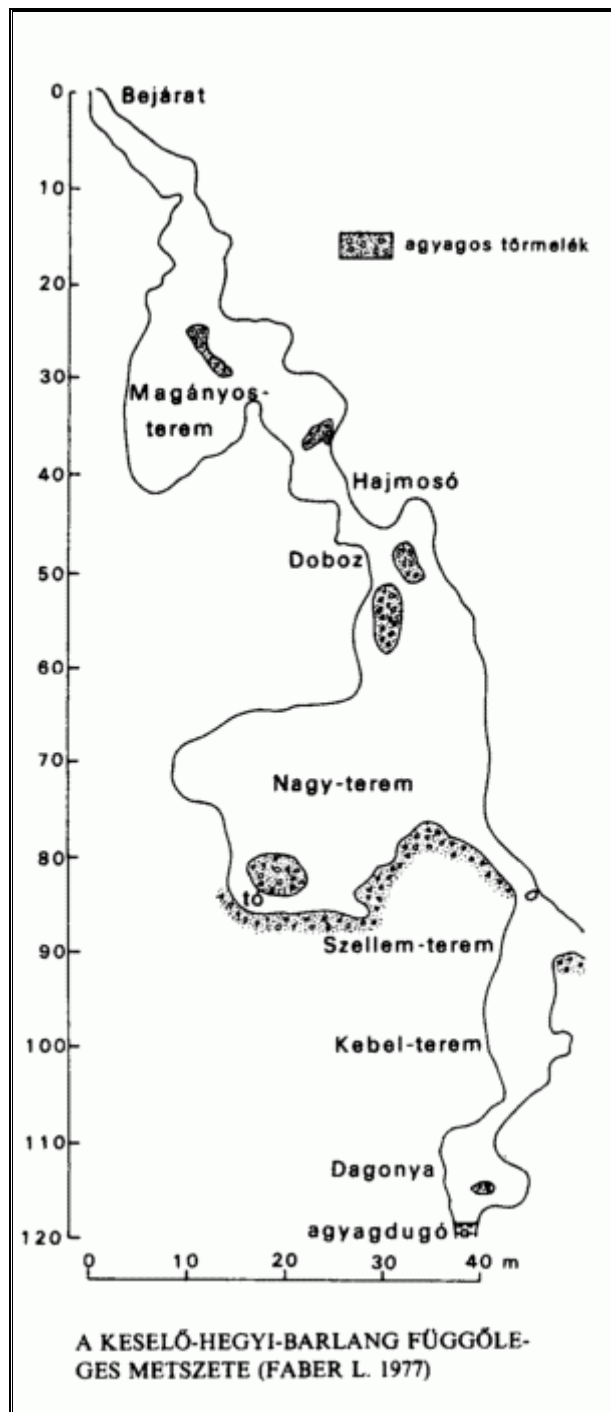 0
Bejárat
10
agyagos törmelék
20
30
Magányos-
terem
40
Hajmosó
Doboz
50
60
70
Nagy-terem
80
tó
Szellem-terem
90
Kebel-terem
100
110
Dagonya
agyagdugó
120
0 10 20 30 40 m
A KESELŐ-HEGYI-BARLANG FÜGGŐLE-
GES METSZETE (FABER L. 1977)